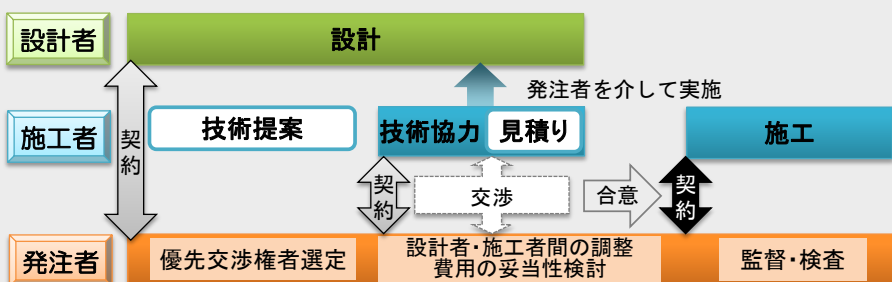 設計者
設計
発注者を介して実施
施工者
契約
技術提案
技術協力
見積り
施工
契約
交渉
合意
契約
発注者
優先交渉権者選定
設計者・施工者間の調整
費用の妥当性検討
監督・検査